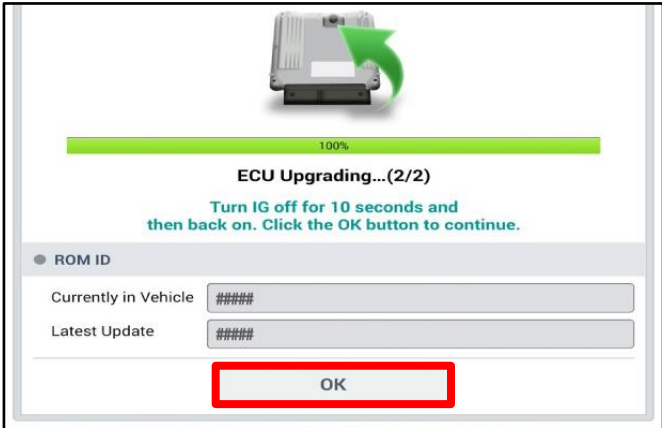 100%
ECU Upgrading...(2/2)
Turn IG off for 10 seconds and
then back on. Click the OK button to continue.
ROM ID
Currently in Vehicle #####
Latest Update #####
OK